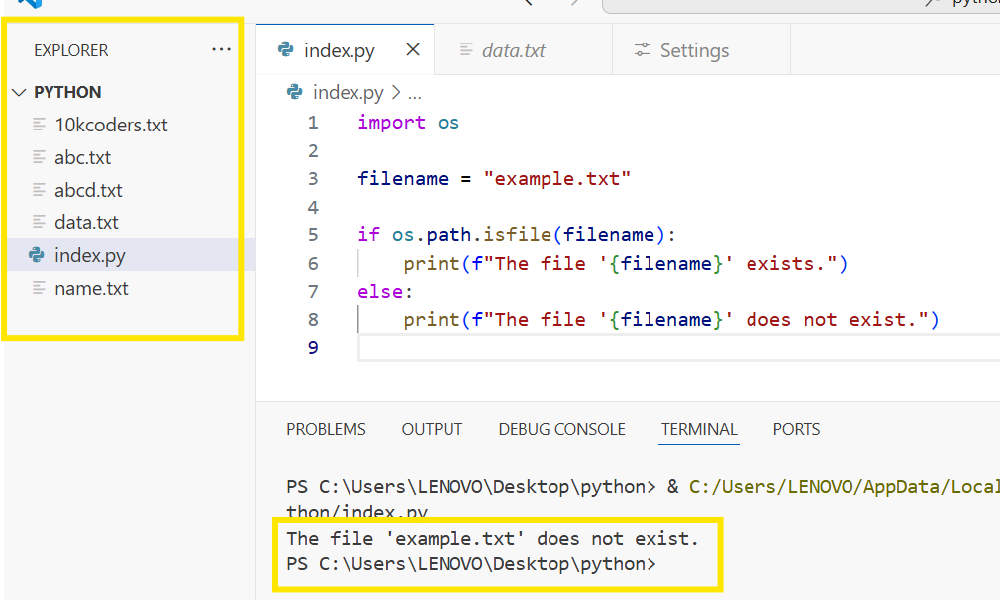 EXPLORER ...
PYTHON
10kcoders.txt
abc.txt
abcd.txt
data.txt
index.py
name.txt
index.py
data.txt
Settings
index.py > ...
1 import os
2
3 filename = "example.txt"
4
5 if os.path.isfile(filename):
6 print(f"The file '{filename}' exists.")
7 else:
8 print(f"The file '{filename}' does not exist.")
9
PROBLEMS OUTPUT DEBUG CONSOLE TERMINAL PORTS
PS C:\Users\LENOVO\Desktop\python> & C:/Users/LENOVO/AppData/Local
thon/index.py
The file 'example.txt' does not exist.
PS C:\Users\LENOVO\Desktop\python>